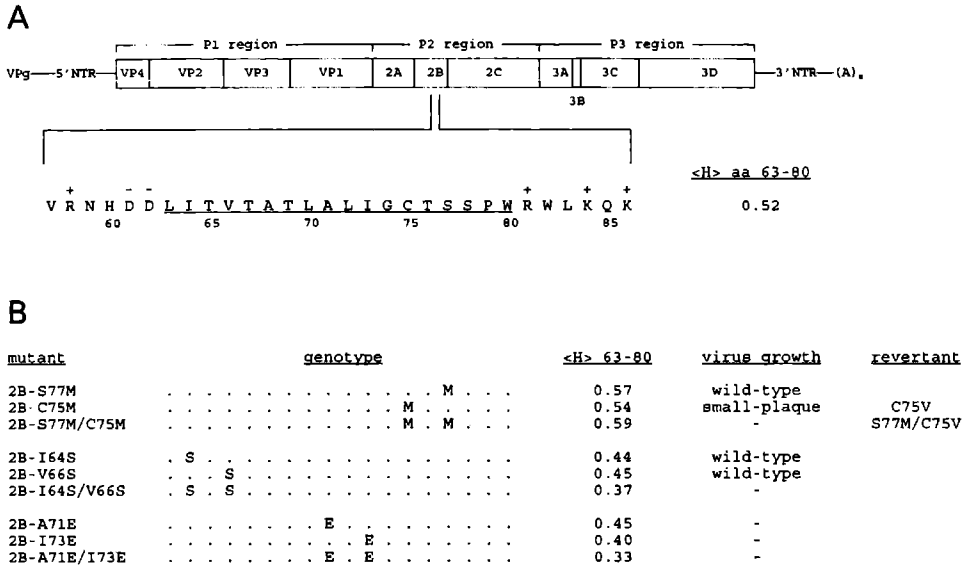 A
P1 region P2 region P3 region
VPg 5'NTR VP4 VP2 VP3 VP1 2A 2B 2C 3A 3C 3D 3'NTR (A)n
3B
<H> aa 63-80
+ - - + + +
V R N H D D L I T V T A T L A L I G C T S S P W R W L K Q K 0.52
60 65 70 75 80 85
B
mutant genotype <H> 63-80 virus growth revertant
2B-S77M . . . . . . . . . . . . . . M . . . 0.57 wild-type
2B-C75M . . . . . . . . . . . . M . . . . . 0.54 small-plaque C75V
2B-S77M/C75M . . . . . . . . . . . . M . M . . . 0.59 - S77M/C75V
2B-I64S . S . . . . . . . . . . . . . . . . 0.44 wild-type
2B-V66S . . . S . . . . . . . . . . . . . . 0.45 wild-type
2B-I64S/V66S . S . S . . . . . . . . . . . . . . 0.37 -
2B-A71E . . . . . . . . E . . . . . . . . . 0.45 -
2B-I73E . . . . . . . . . . E . . . . . . . 0.40 -
2B-A71E/I73E . . . . . . . . E . E . . . . . . . 0.33 -